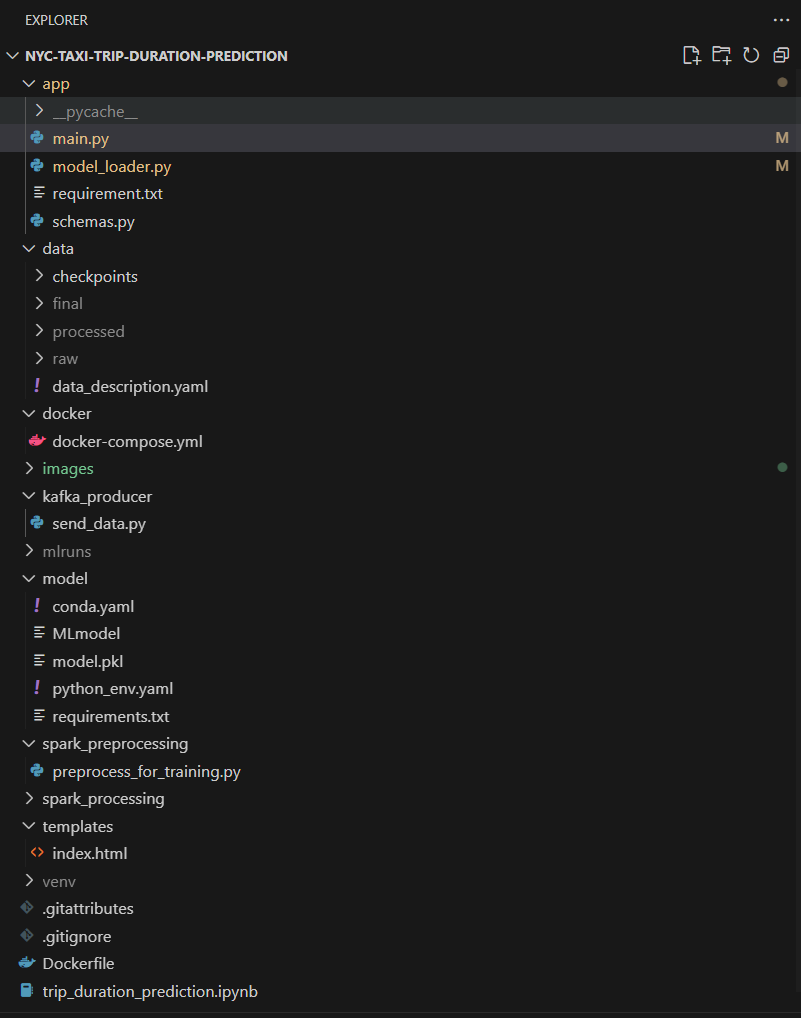 EXPLORER
NYC-TAXI-TRIP-DURATION-PREDICTION
app
__pycache__
main.py M
model_loader.py M
requirement.txt
schemas.py
data
checkpoints
final
processed
raw
! data_description.yaml
docker
docker-compose.yml
images
kafka_producer
send_data.py
mlruns
model
! conda.yaml
MLmodel
model.pkl
! python_env.yaml
requirements.txt
spark_preprocessing
preprocess_for_training.py
spark_processing
templates
index.html
venv
.gitattributes
.gitignore
Dockerfile
trip_duration_prediction.ipynb